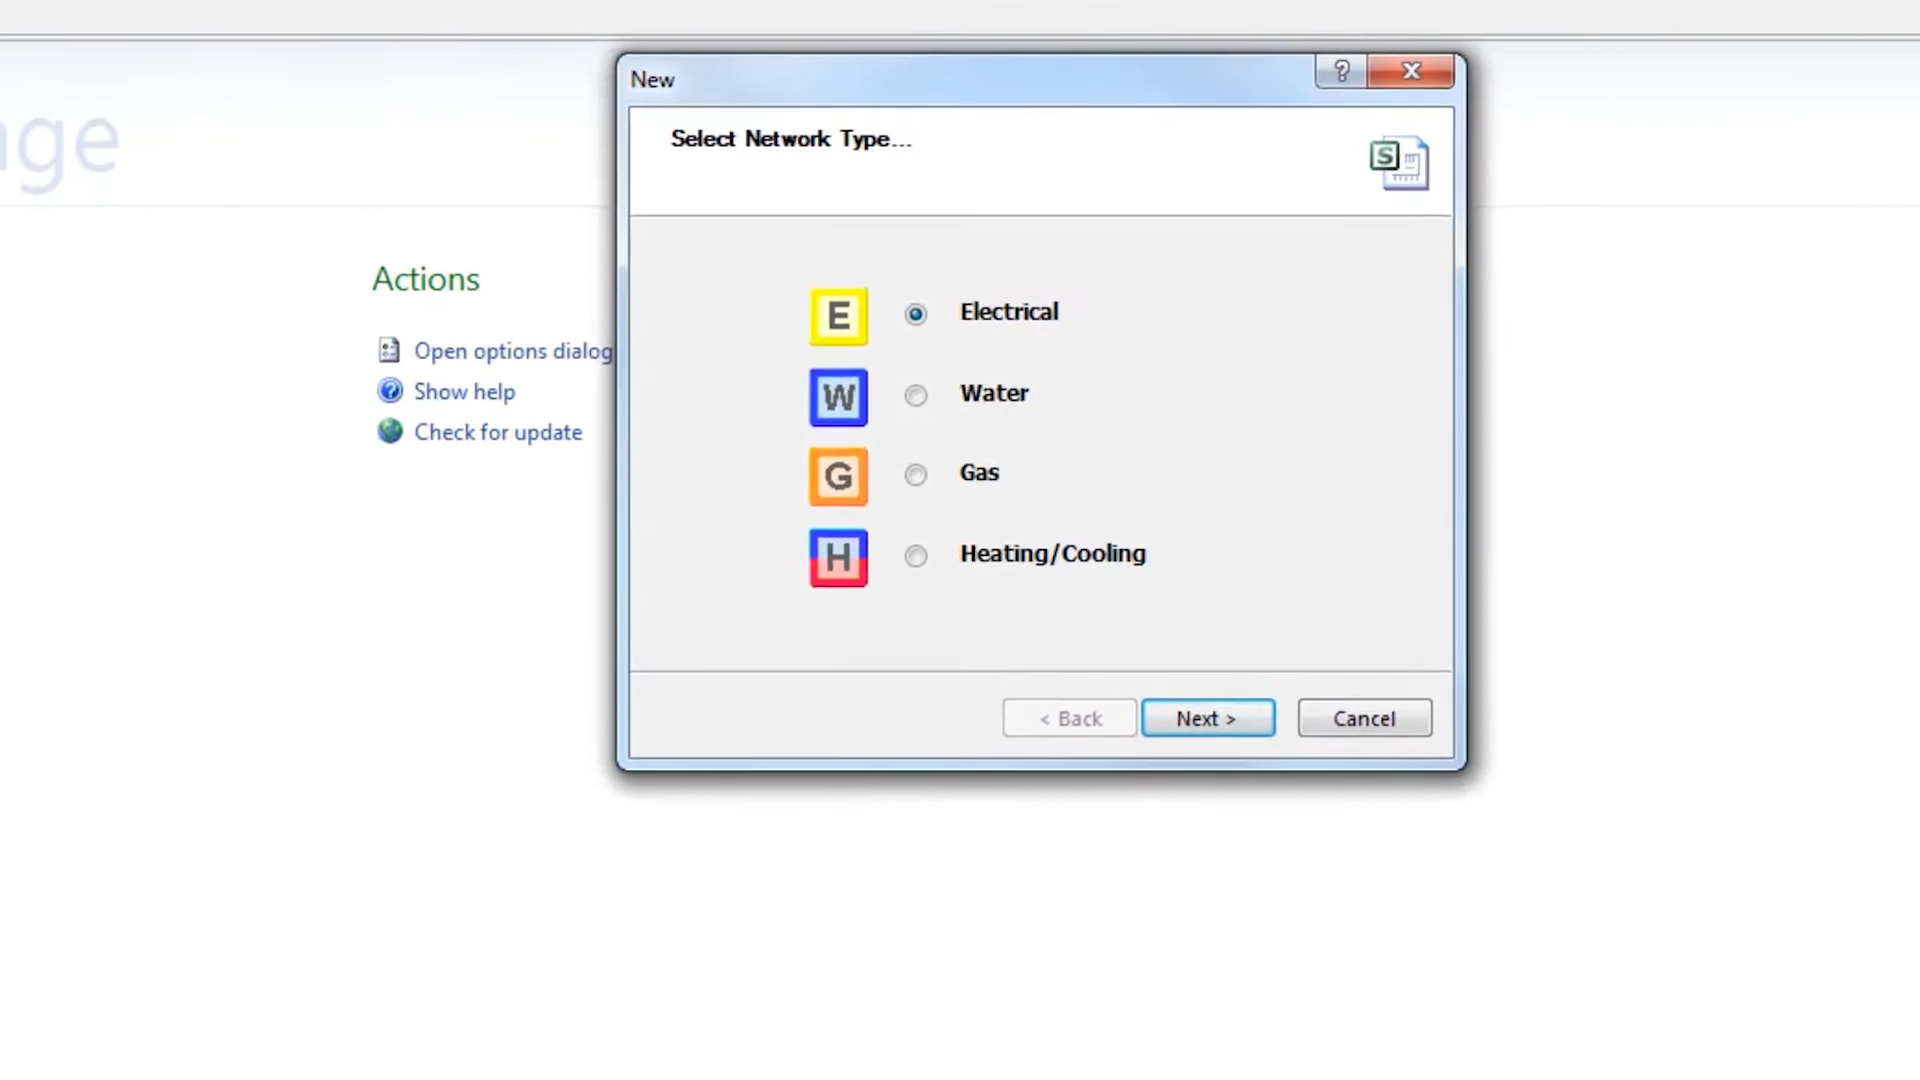 New
?
X
Select Network Type...
S
age
Actions
Open options dialog
Show help
Check for update
E Electrical
W Water
G Gas
H Heating/Cooling
< Back Next > Cancel